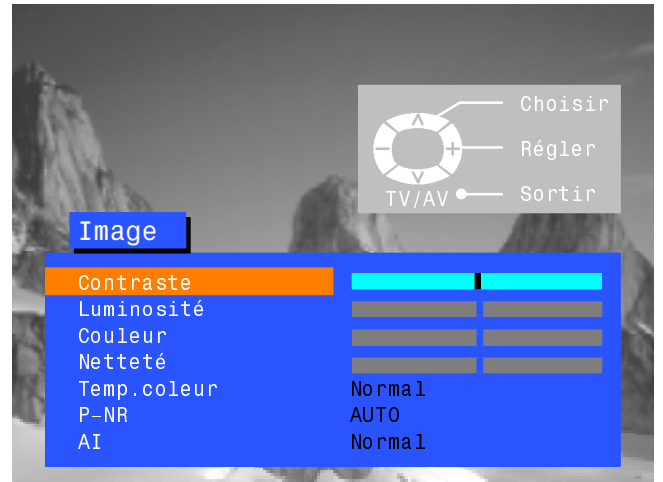 Choisir
Régler
TV/AV Sortir
Image
Contraste
Luminosité
Couleur
Netteté
Temp.coleur Normal
P-NR AUTO
AI Normal